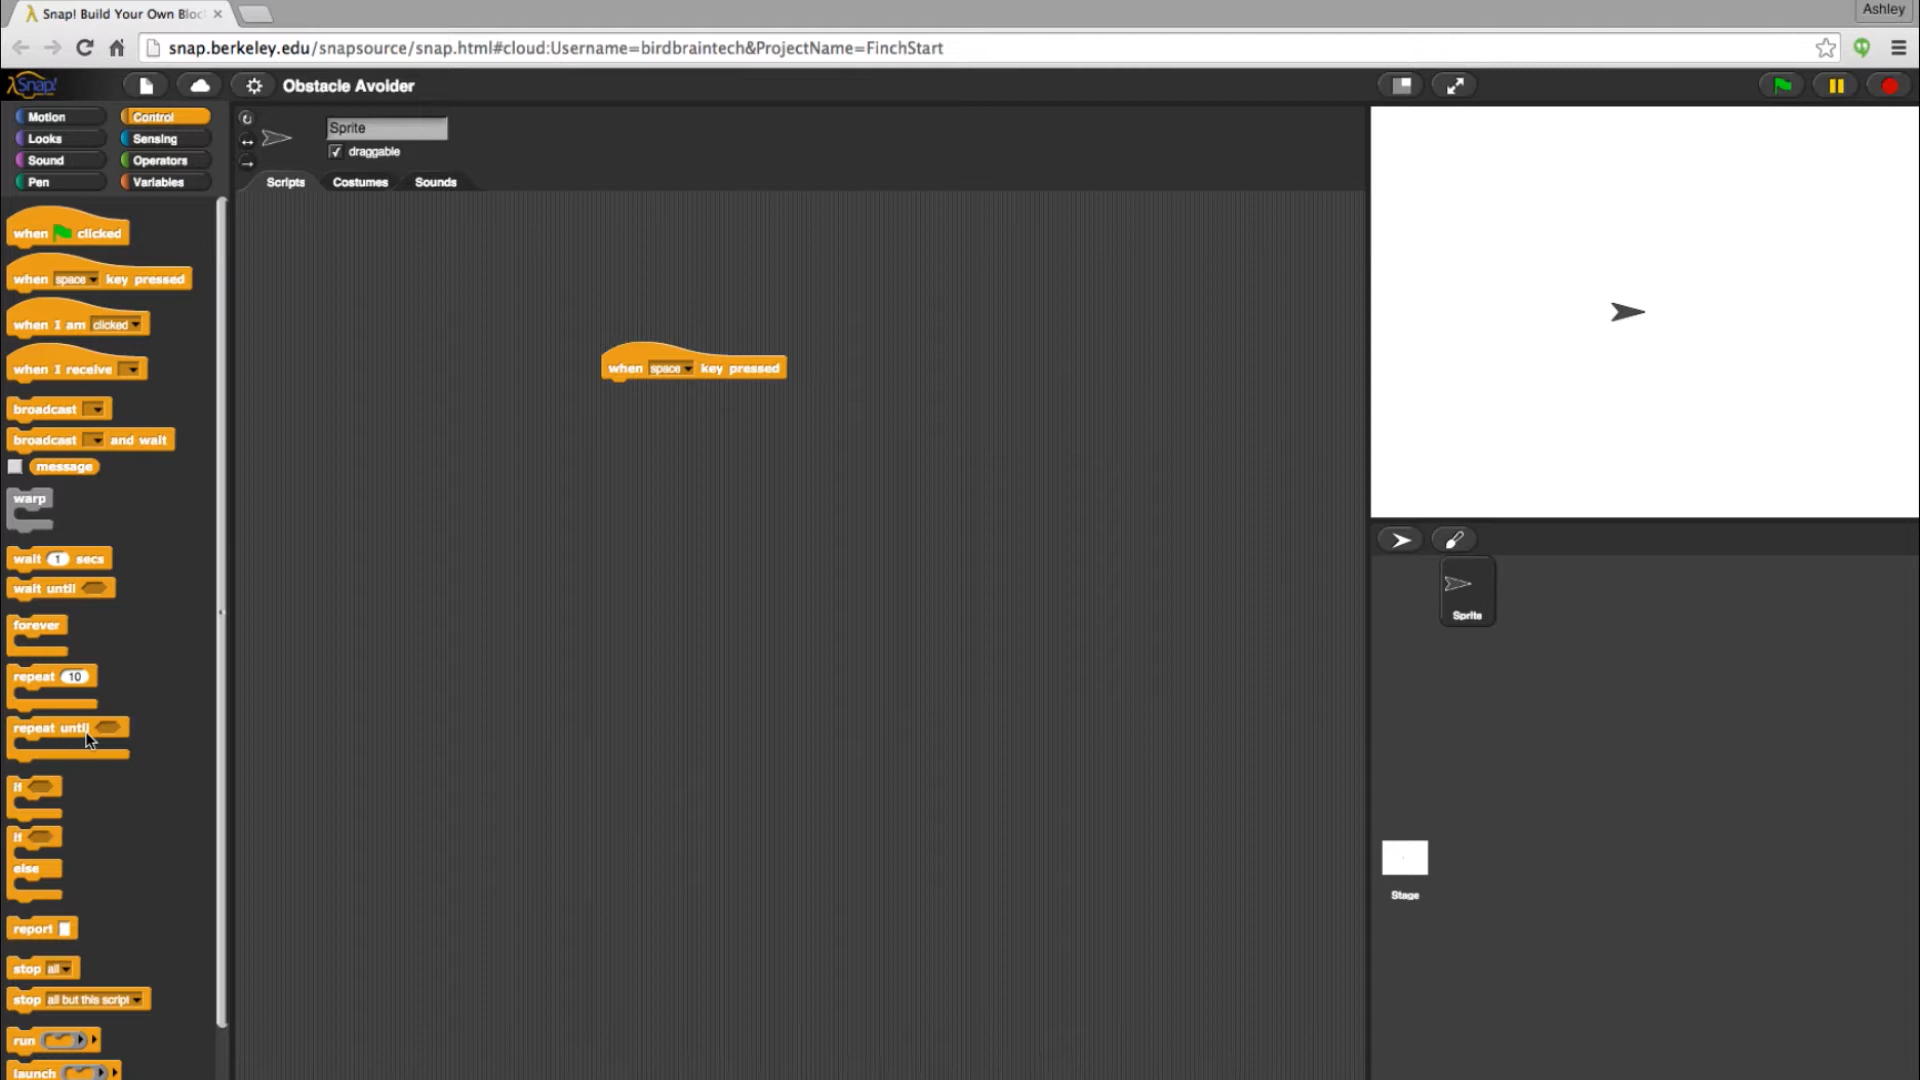 Snap! Build Your Own Bloc
Ashley
snap.berkeley.edu/snapsource/snap.html#cloud:Username=birdbraintech&ProjectName=FinchStart
Snap!
Obstacle Avoider
Motion
Control
Looks
Sensing
Sound
Operators
Pen
Variables
Sprite
draggable
Scripts
Costumes
Sounds
when clicked
when space key pressed
when I am clicked
when I receive
broadcast
broadcast and wait
message
warp
wait 1 secs
wait until
forever
repeat 10
repeat until
if
if
else
report
stop all
stop all but this script
run
launch
when space key pressed
Sprite
Stage